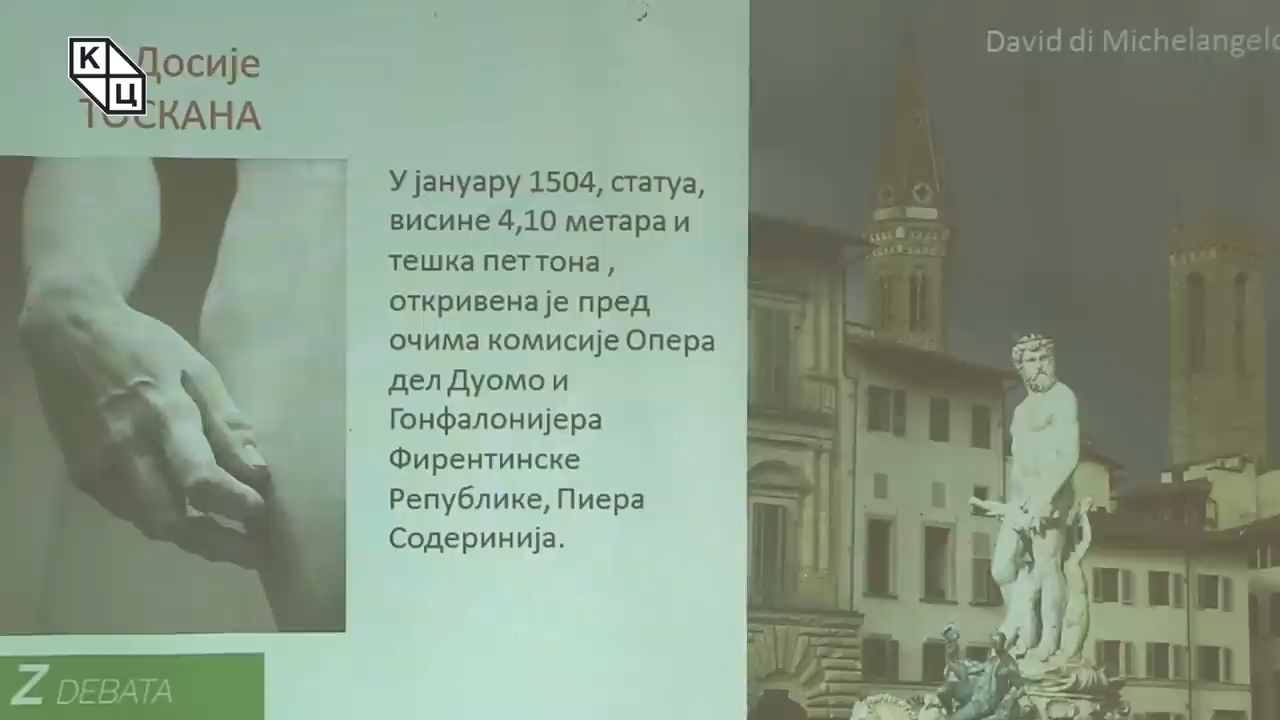 К
Ц
Досије
ТОСКАНА
У јануару 1504, статуа,
висине 4,10 метара и
тешка пет тона ,
откривена је пред
очима комисије Опера
дел Дуомо и
Гонфалонијера
Фирентинске
Републике, Пиера
Содеринија.
David di Michelangelo
Z DEBATA